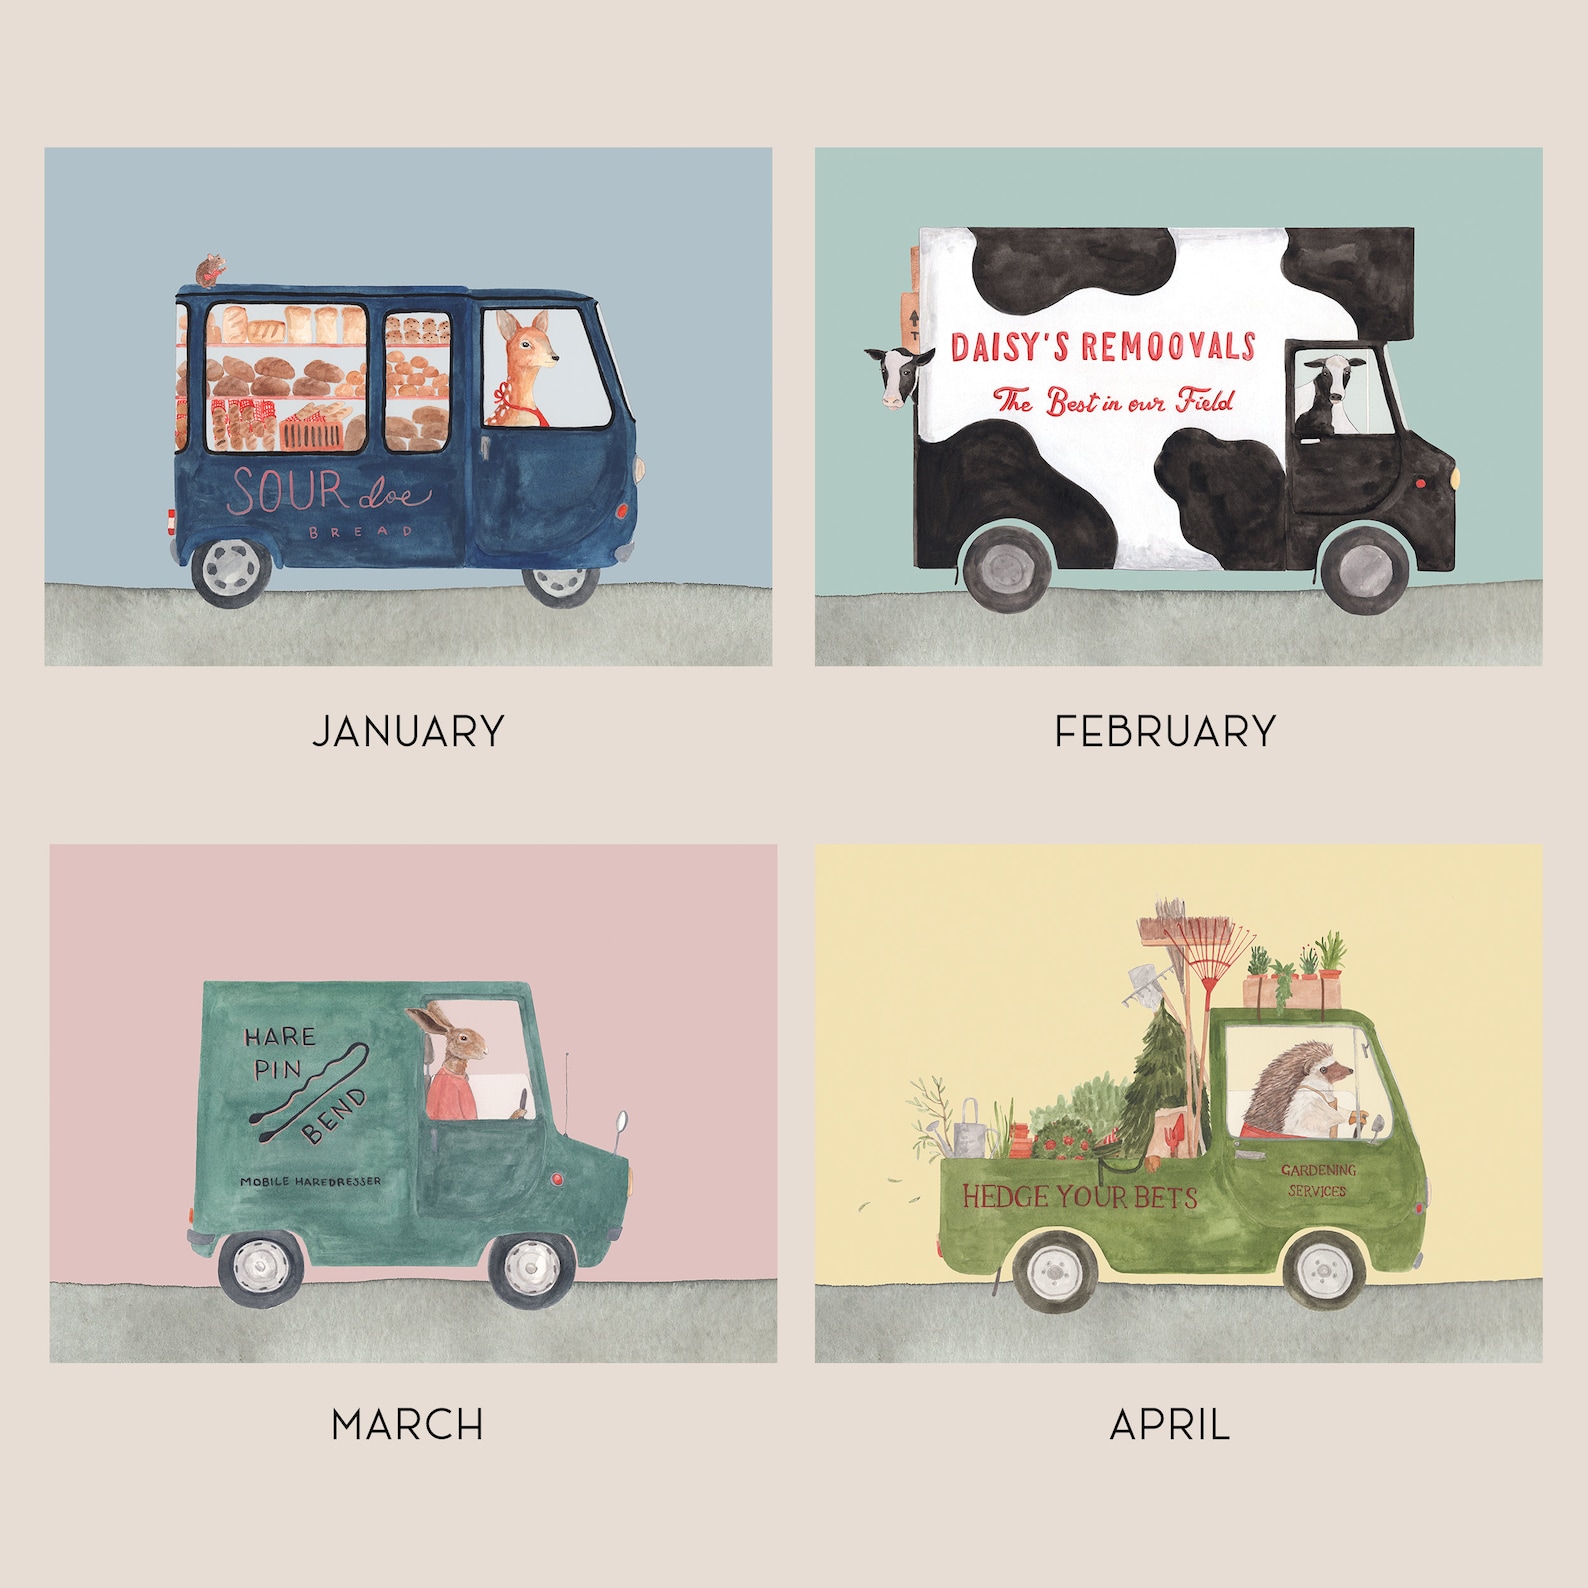 SOUR doe
BREAD
JANUARY
T
DAISY'S REMOOVALS
The Best in our Field
FEBRUARY
HARE
PIN
BEND
MOBILE HAREDRESSER
MARCH
HEDGE YOUR BETS
GARDENING
SERVICES
APRIL